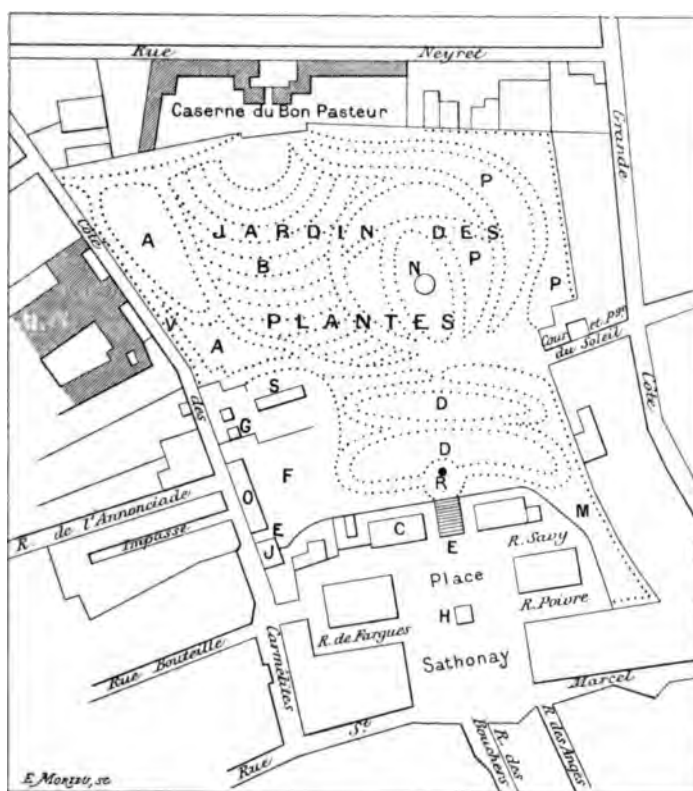 Rue Neyret
Caserne du Bon Pasteur
Grande
Côte
P
A
JARDIN DES
B
N
P
P
V
PLANTES
A
Cour et pge
du Soleil
Côte
des
Carmélites
S
D
G
D
F
R
O
M
R. de l'Annonciade
Impasse
E
J
C
E
R. Savy
Place
H
R. Poivre
R. de Fargues
Sathonay
Rue Bouteille
Rue St Marcel
R. des
Bouchers
R. des Anges
E. MORIEU, sc.